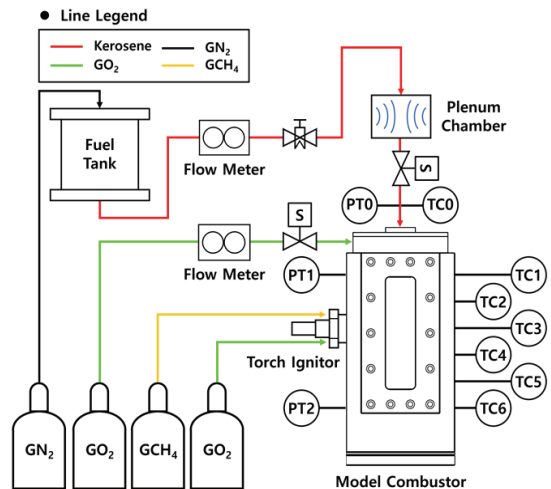 Line Legend
Kerosene
GN₂
GO₂
GCH₄
Fuel
Tank
Flow Meter
Plenum
Chamber
S
PT0
TC0
S
Flow Meter
PT1
TC1
TC2
TC3
Torch Ignitor
TC4
TC5
PT2
TC6
GN₂
GO₂
GCH₄
GO₂
Model Combustor